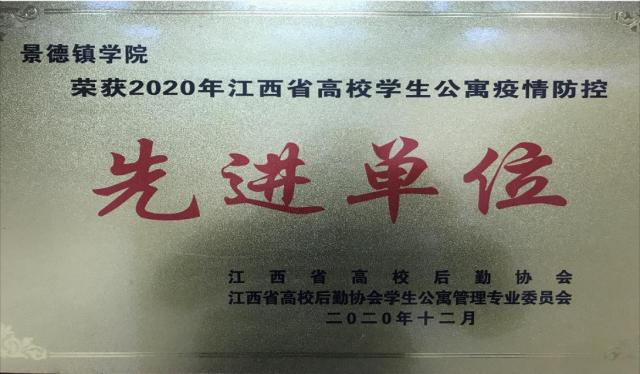 景德镇学院
荣获2020年江西省高校学生公寓疫情防控
先进单位
江西省高校后勤协会
江西省高校后勤协会学生公寓管理专业委员会
二〇二〇年十二月